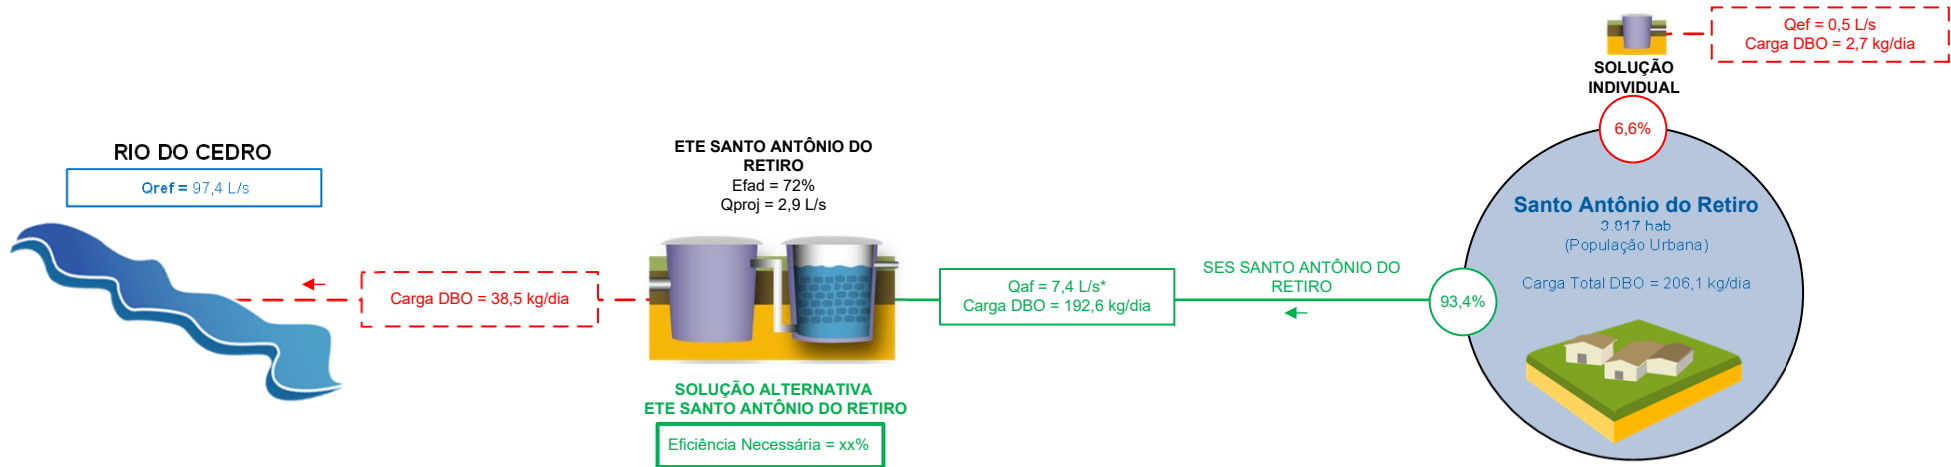 Qef = 0,5 L/s
Carga DBO = 2,7 kg/dia
SOLUÇÃO
INDIVIDUAL
6,6%
RIO DO CEDRO
Qref = 97,4 L/s
ETE SANTO ANTÔNIO DO
RETIRO
Efad = 72%
Qproj = 2,9 L/s
Santo Antônio do Retiro
3.817 hab
(População Urbana)
Carga Total DBO = 206,1 kg/dia
Carga DBO = 38,5 kg/dia
Qaf = 7,4 L/s*
Carga DBO = 192,6 kg/dia
SES SANTO ANTÔNIO DO
RETIRO
93,4%
SOLUÇÃO ALTERNATIVA
ETE SANTO ANTÔNIO DO RETIRO
Eficiência Necessária = xx%